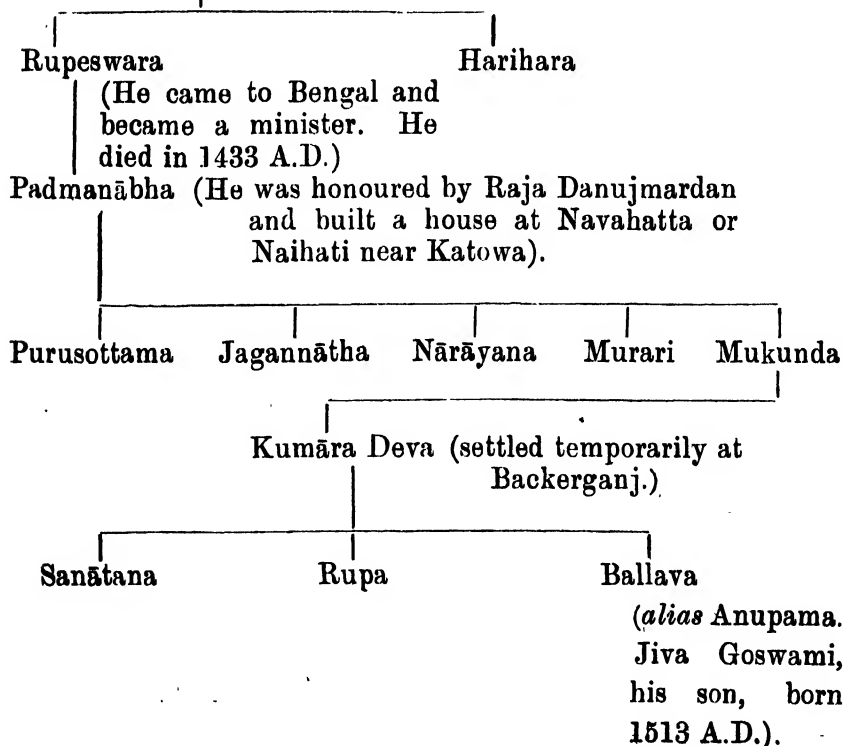 Rupeswara Harihara
(He came to Bengal and
became a minister. He
died in 1433 A.D.)
Padmanābha (He was honoured by Raja Danujmardan
and built a house at Navahatta or
Naihati near Katowa).
Purusottama Jagannātha Nārāyana Murari Mukunda
Kumāra Deva (settled temporarily at
Backerganj.)
Sanātana Rupa Ballava
(alias Anupama.
Jiva Goswami,
his son, born
1513 A.D.).